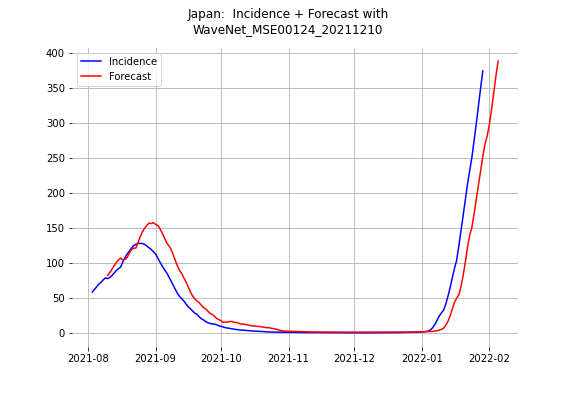 Japan:  Incidence + Forecast with
WaveNet_MSE00124_20211210
400
350
300
250
200
150
100
50
0
Incidence
Forecast
2021-08 2021-09 2021-10 2021-11 2021-12 2022-01 2022-02